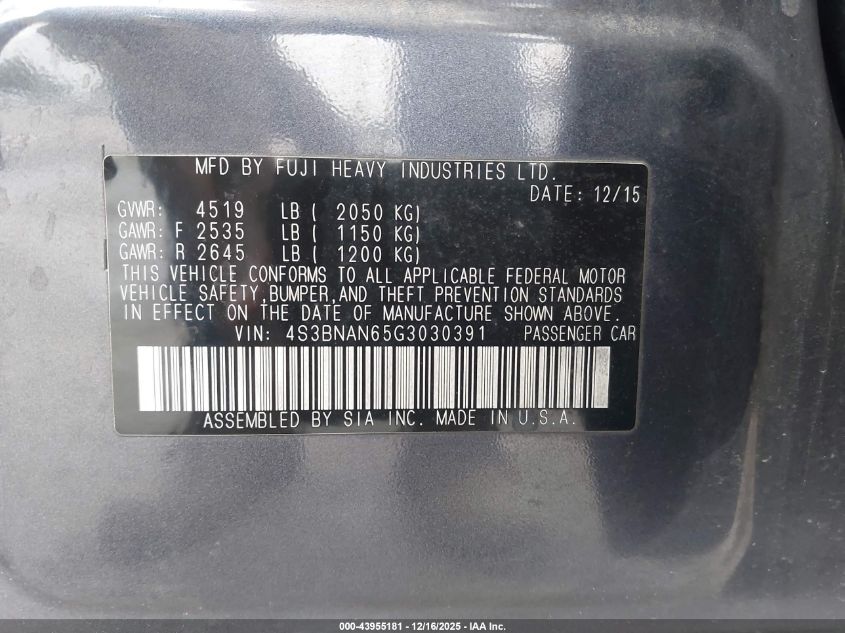 MFD BY FUJI HEAVY INDUSTRIES LTD.
DATE: 12/15
GVWR: 4519 LB ( 2050 KG)
GAWR: F 2535 LB ( 1150 KG)
GAWR: R 2645 LB ( 1200 KG)
THIS VEHICLE CONFORMS TO ALL APPLICABLE FEDERAL MOTOR
VEHICLE SAFETY,BUMPER,AND THEFT PREVENTION STANDARDS
IN EFFECT ON THE DATE OF MANUFACTURE SHOWN ABOVE.
VIN: 4S3BNAN65G3030391 PASSENGER CAR
ASSEMBLED BY SIA INC. MADE IN U.S.A.
000-43955181 - 12/16/2025 - IAA Inc.